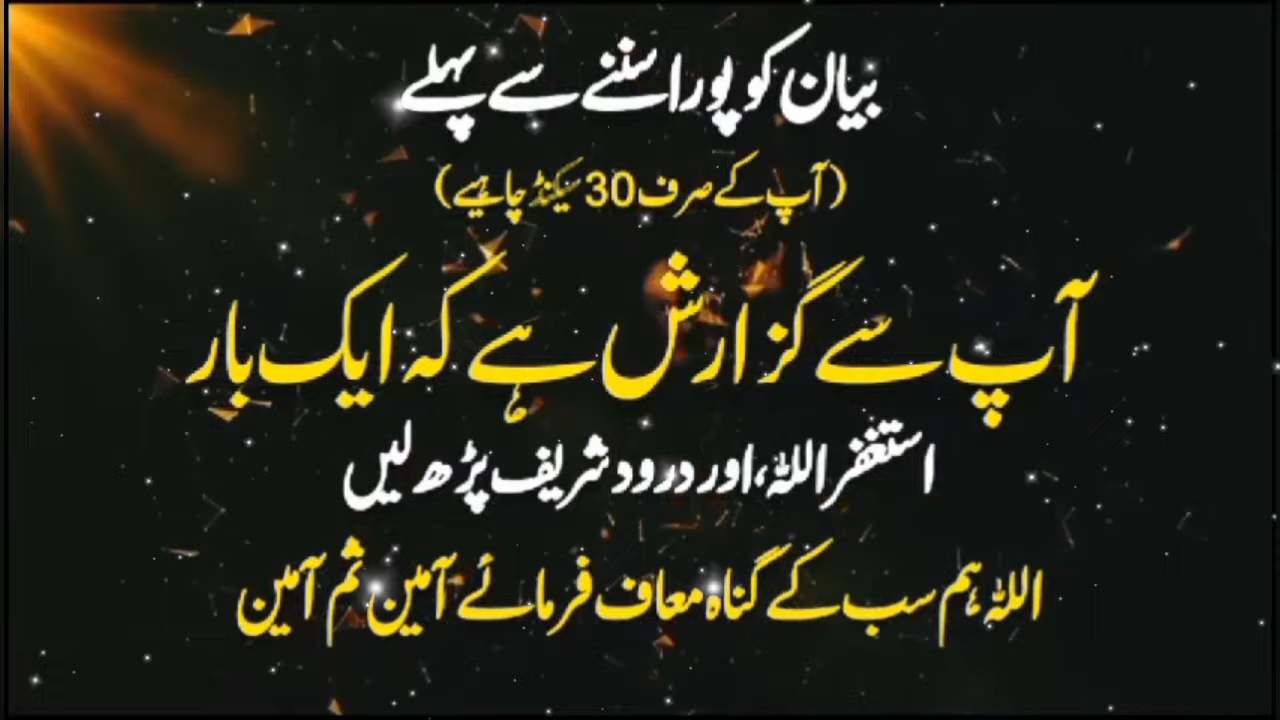 بیان کو پورا سننے سے پہلے
(آپ کے صرف 30 سیکنڈ چاہیے)
آپ سے گزارش ہے کہ ایک بار
استغفر اللہ، اور درود شریف پڑھ لیں
اللہ ہم سب کے گناہ معاف فرمائے آمین ثم آمین